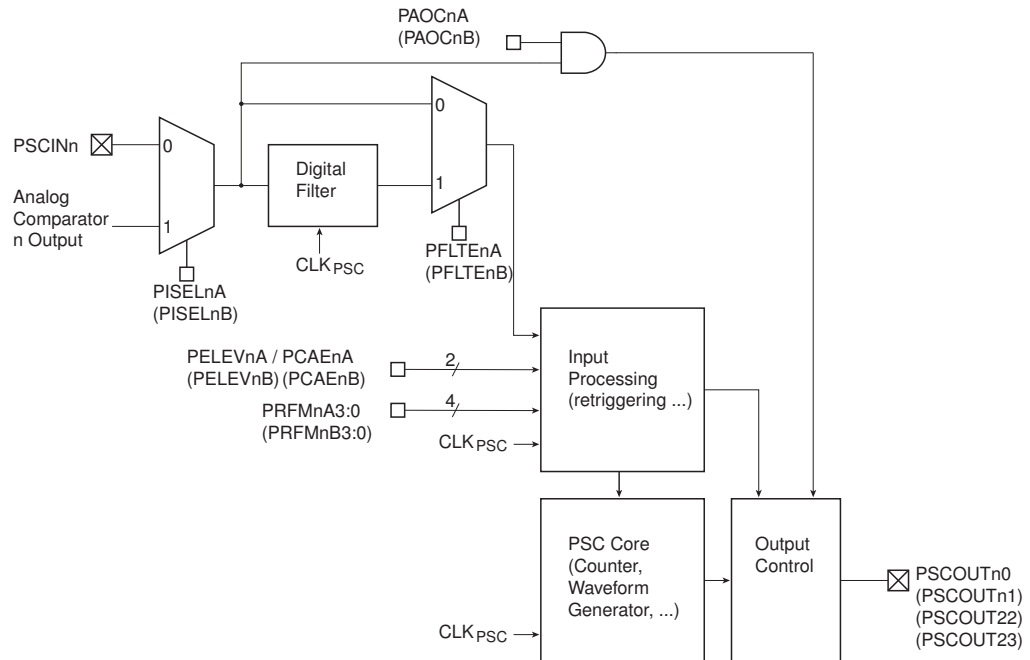 PAOCnA
(PAOCnB)
0
PSCINn
0
Digital
Filter
1
Analog
Comparator
n Output
1
CLKPSC
PFLTEnA
(PFLTEnB)
PISELnA
(PISELnB)
PELEVnA / PCAEnA
(PELEVnB) (PCAEnB)
2
PRFMnA3:0
(PRFMnB3:0)
4
CLKPSC
Input
Processing
(retriggering ...)
PSC Core
(Counter,
Waveform
Generator, ...)
CLKPSC
Output
Control
PSCOUTn0
(PSCOUTn1)
(PSCOUT22)
(PSCOUT23)